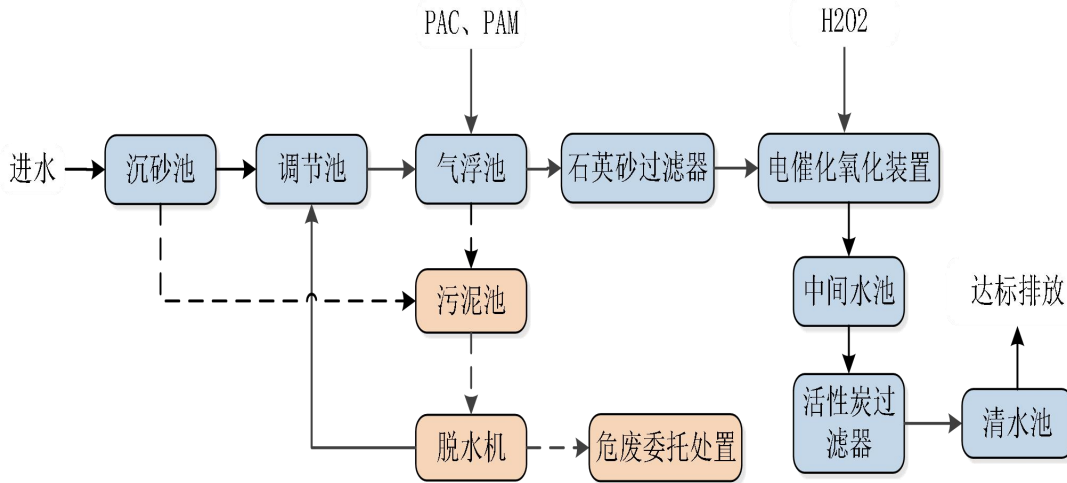 PAC、PAM
H2O2
进水
沉砂池
调节池
气浮池
石英砂过滤器
电催化氧化装置
污泥池
中间水池
达标排放
脱水机
危废委托处置
活性炭过
滤器
清水池